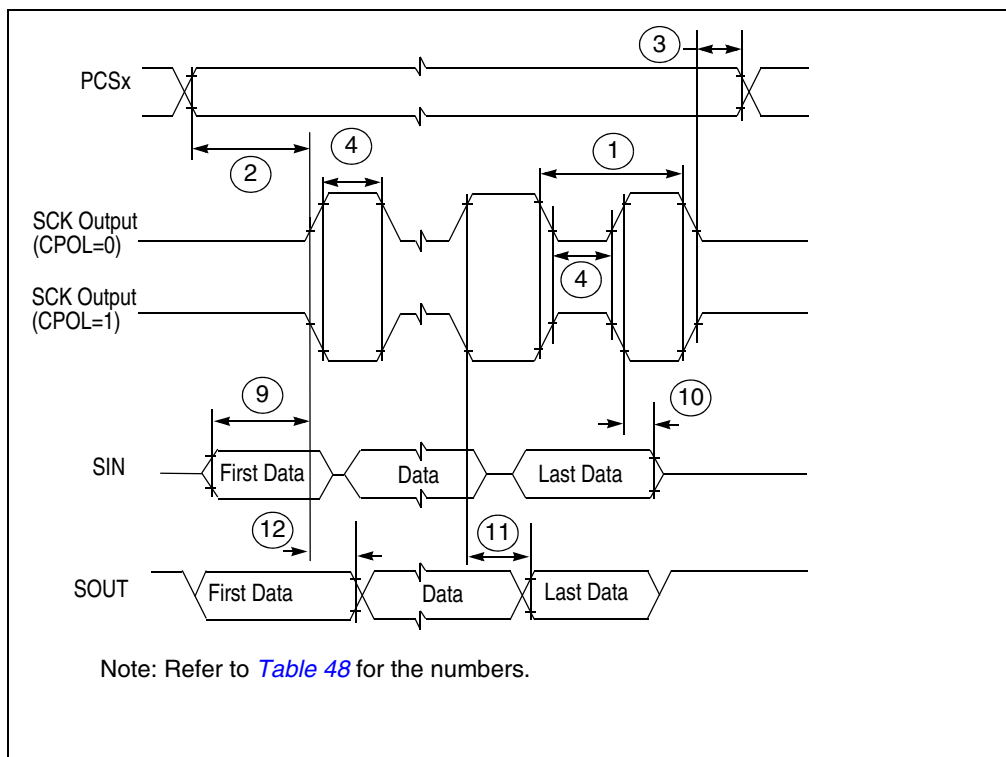 3
PCSx
2
4
1
SCK Output
(CPOL=0)
4
SCK Output
(CPOL=1)
9
10
SIN
First Data
Data
Last Data
12
11
SOUT
First Data
Data
Last Data
Note: Refer to Table 48 for the numbers.